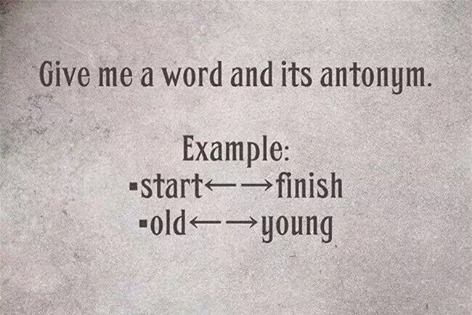 Give me a word and its antonym.
Example:
▪start←→finish
▪old←→young